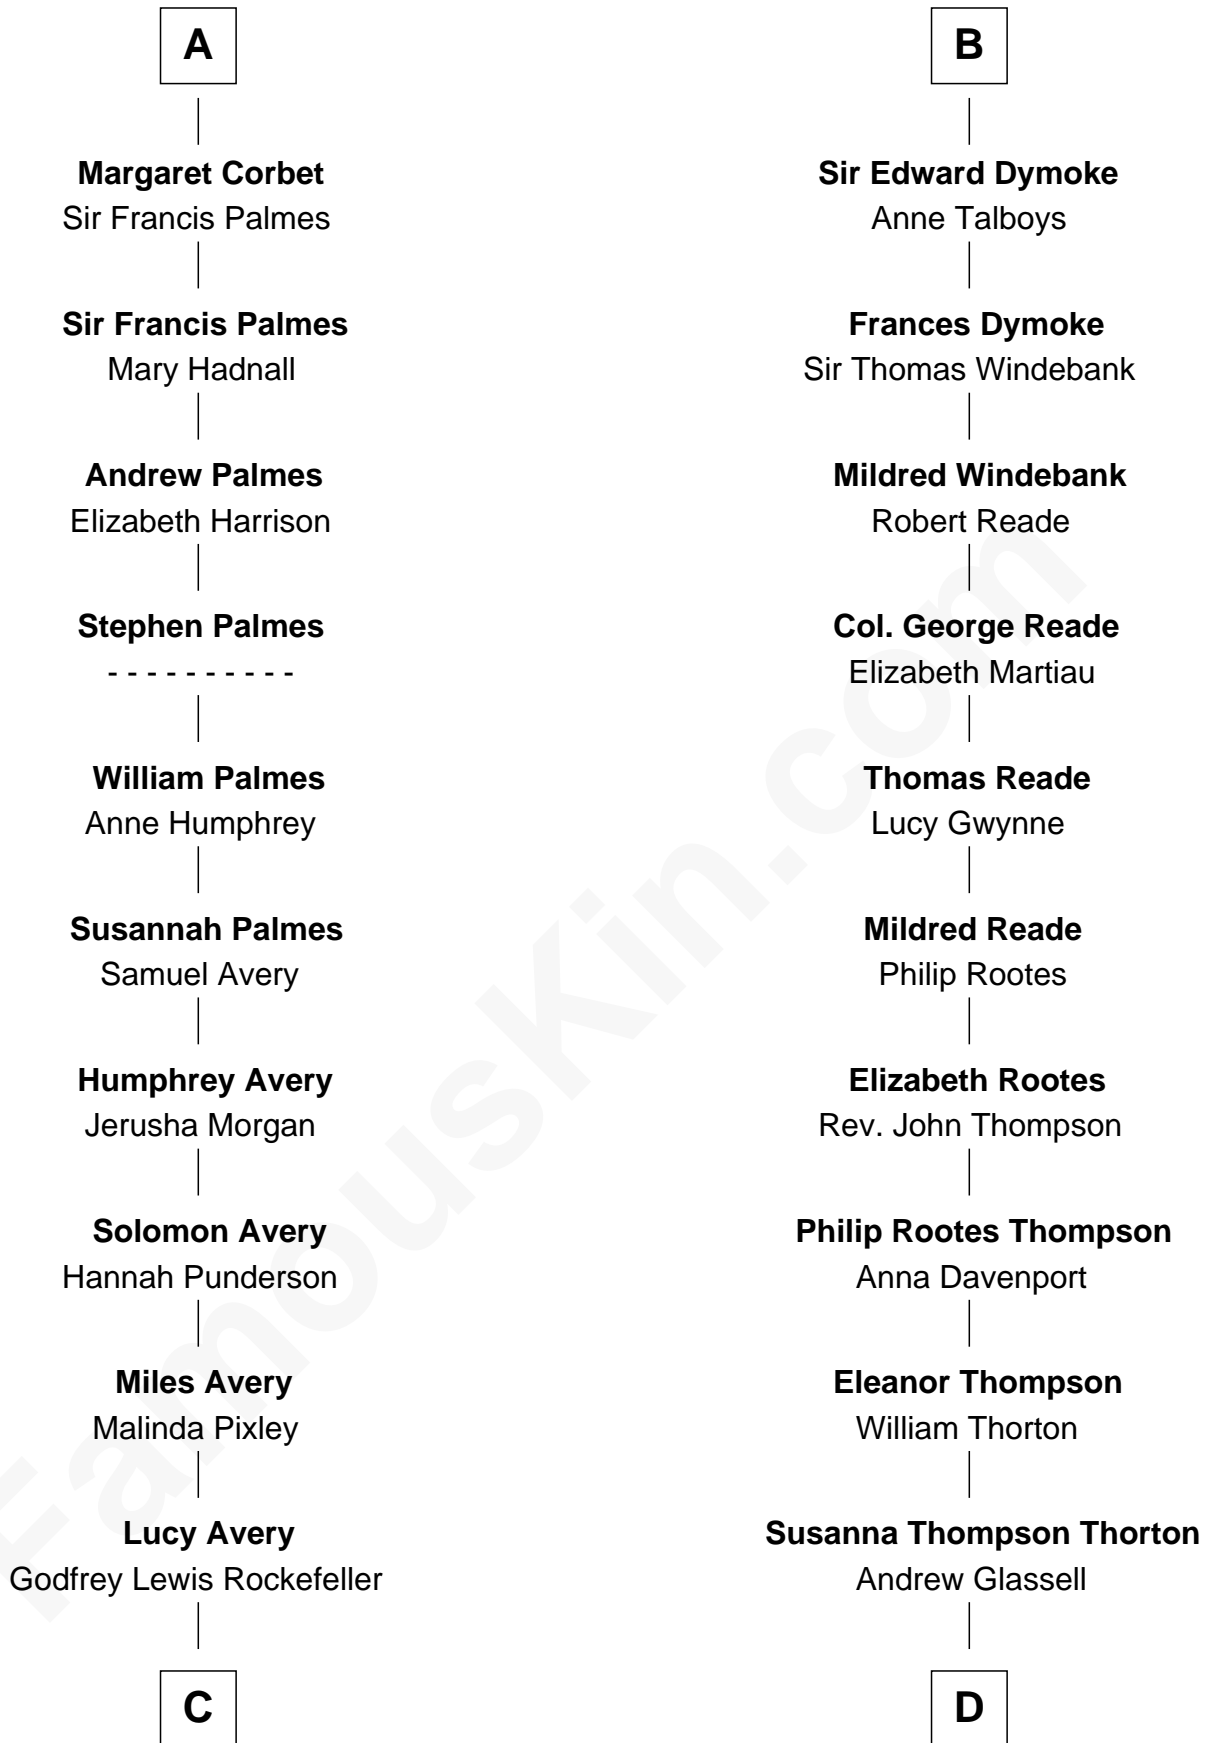 A
Margaret Corbet
Sir Francis Palmes
Sir Francis Palmes
Mary Hadnall
Andrew Palmes
Elizabeth Harrison
Stephen Palmes
- - - - - - - - - -
William Palmes
Anne Humphrey
Susannah Palmes
Samuel Avery
Humphrey Avery
Jerusha Morgan
Solomon Avery
Hannah Punderson
Miles Avery
Malinda Pixley
Lucy Avery
Godfrey Lewis Rockefeller
C
B
Sir Edward Dymoke
Anne Talboys
Frances Dymoke
Sir Thomas Windebank
Mildred Windebank
Robert Reade
Col. George Reade
Elizabeth Martiau
Thomas Reade
Lucy Gwynne
Mildred Reade
Philip Rootes
Elizabeth Rootes
Rev. John Thompson
Philip Rootes Thompson
Anna Davenport
Eleanor Thompson
William Thorton
Susanna Thompson Thorton
Andrew Glassell
D
FamousKin.com